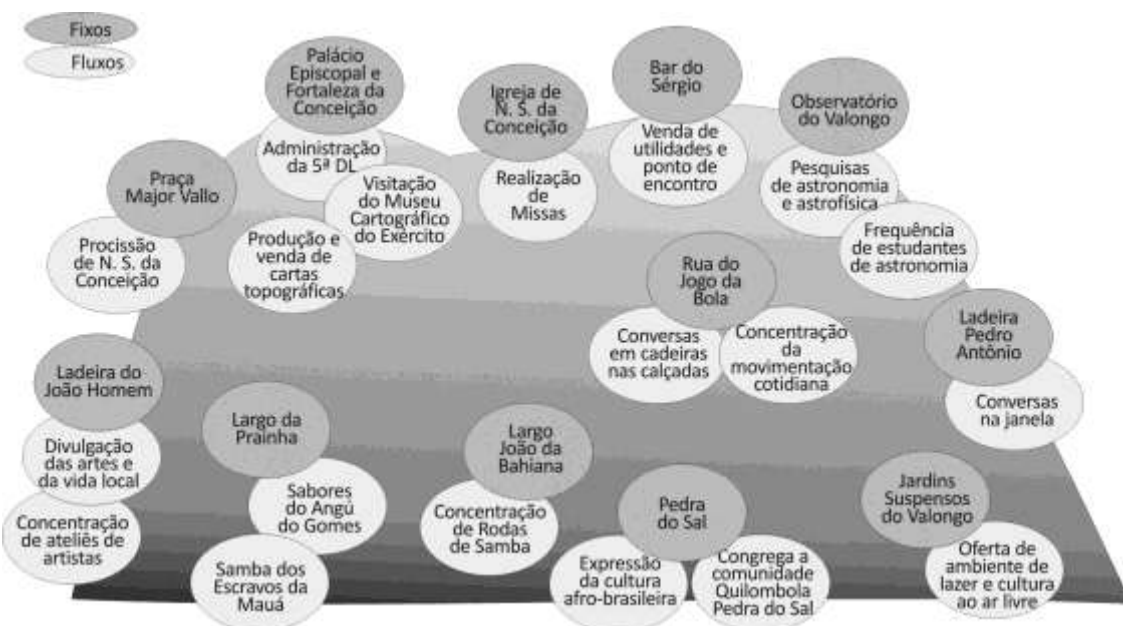 Fixos
Fluxos
Palácio
Episcopal e
Fortaleza da
Conceição
Administração
da 5ª DL
Visitação
do Museu
Cartográfico
do Exército
Produção e
venda de
cartas
topográficas
Igreja de
N. S. da
Conceição
Realização
de
Missas
Bar do
Sérgio
Venda de
utilidades e
ponto de
encontro
Observatório
do Valongo
Pesquisas
de astronomia
e astrofísica
Frequência
de estudantes
de astronomia
Praça
Major Vallo
Procissão
de N. S. da
Conceição
Rua do
Jogo da
Bola
Conversas
em cadeiras
nas calçadas
Concentração
da
movimentação
cotidiana
Ladeira
Pedro
Antônio
Conversas
na janela
Ladeira do
João Homem
Divulgação
das artes e
da vida local
Concentração
de ateliês de
artistas
Largo da
Prainha
Sabores
do Angú
do Gomes
Samba dos
Escravos da
Mauá
Largo
João da
Bahiana
Concentração
de Rodas
de Samba
Pedra
do Sal
Expressão
da cultura
afro-brasileira
Congrega a
comunidade
Quilombola
Pedra do Sal
Jardins
Suspensos
do Valongo
Oferta de
ambiente de
lazer e cultura
ao ar livre